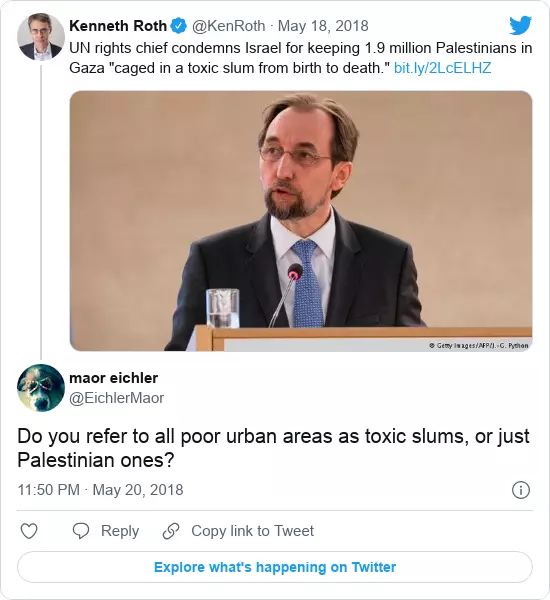 Kenneth Roth @KenRoth · May 18, 2018
UN rights chief condemns Israel for keeping 1.9 million Palestinians in
Gaza "caged in a toxic slum from birth to death." bit.ly/2LcELHZ
© Getty Images/AFP/J.-G. Python
maor eichler
@EichlerMaor
Do you refer to all poor urban areas as toxic slums, or just
Palestinian ones?
11:50 PM · May 20, 2018
Reply
Copy link to Tweet
Explore what's happening on Twitter